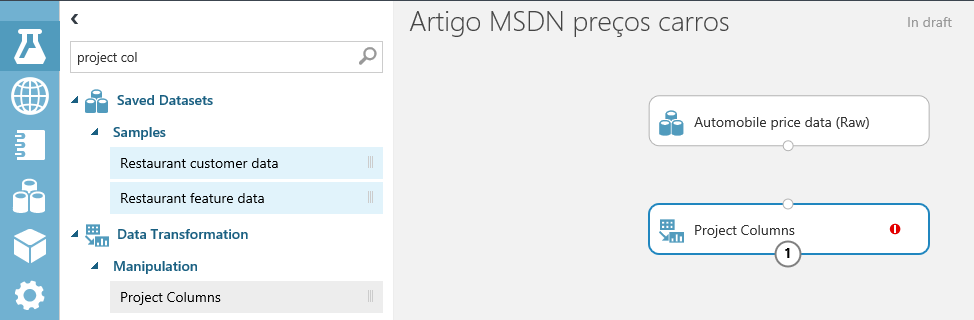 Artigo MSDN preços carros
In draft
project col
Saved Datasets
Samples
Restaurant customer data
Restaurant feature data
Data Transformation
Manipulation
Project Columns
Automobile price data (Raw)
Project Columns
1